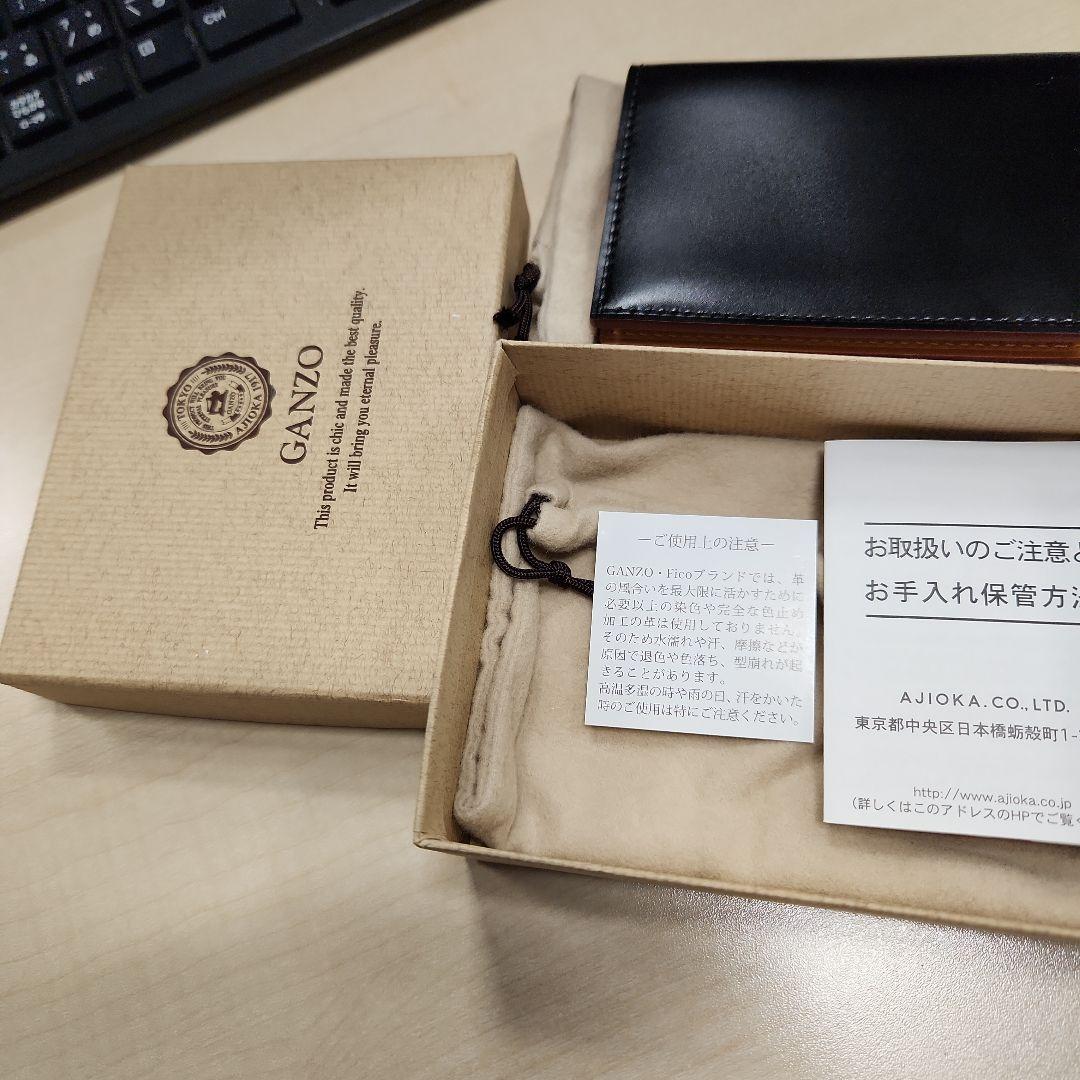 TOKYO
AJIOKA
1917
GANZO
This product is chic and made the best quality.
It will bring you eternal pleasure.
ーご使用上の注意ー
GANZO・Ficoブランドでは、革
の風合いを最大限に活かすために
必要以上の染色や完全な色止め
加工の革は使用しておりません。
そのため水濡れや汗、摩擦などが
原因で退色や色落ち、型崩れが起
きることがあります。
高温多湿の時や雨の日、汗をかいた
時のご使用は特にご注意ください。
お取扱いのご注意と
お手入れ保管方法
AJIOKA.CO.,LTD.
東京都中央区日本橋蛎殻町1-
http://www.ajioka.co.jp
(詳しくはこのアドレスのHPでご覧く